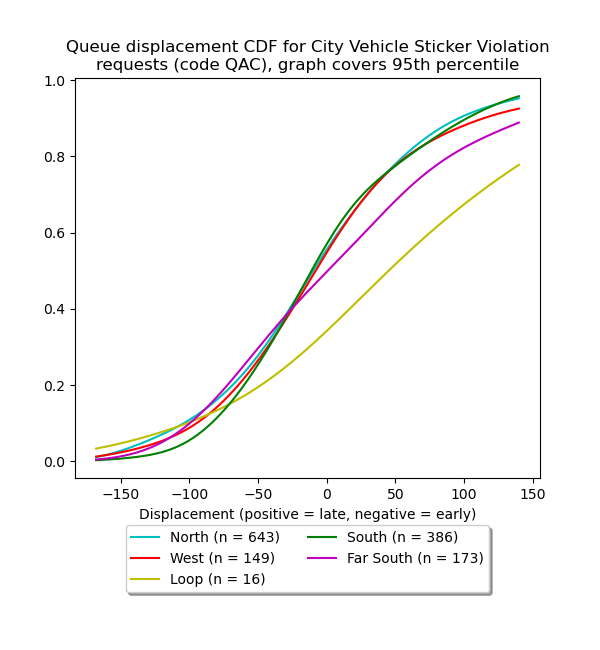 Queue displacement CDF for City Vehicle Sticker Violation
requests (code QAC), graph covers 95th percentile
1.0
0.8
0.6
0.4
0.2
0.0
−150 −100 −50 0 50 100 150
Displacement (positive = late, negative = early)
North (n = 643) South (n = 386)
West (n = 149) Far South (n = 173)
Loop (n = 16)